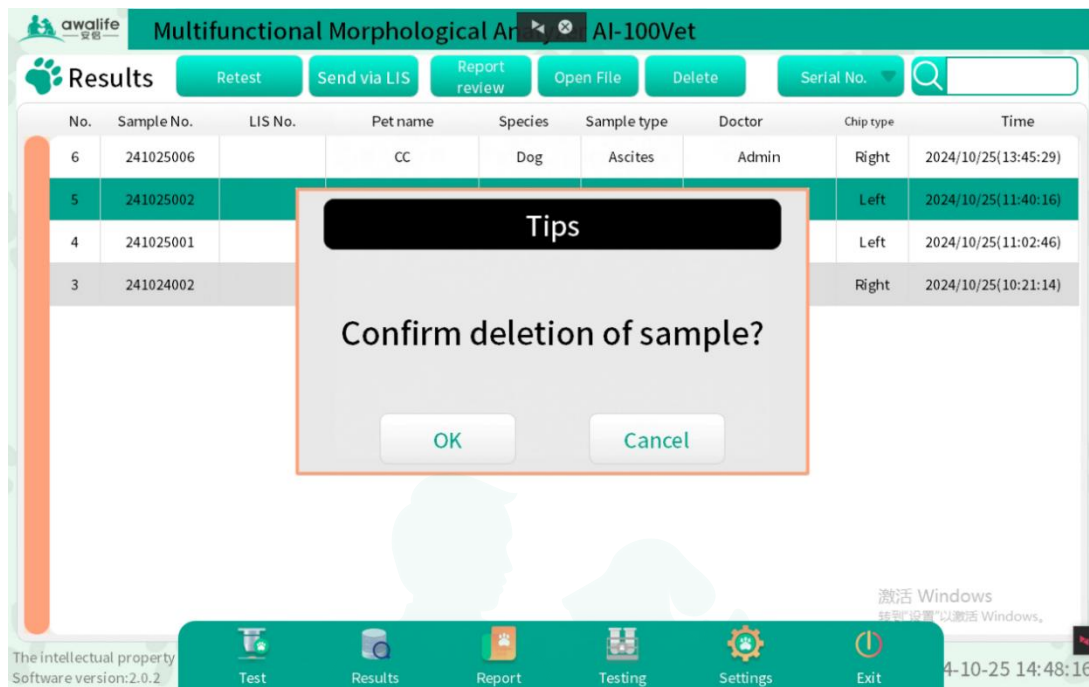 awalife
安侣
Multifunctional Morphological An er AI-100Vet
Results
Retest
Send via LIS
Report
review
Open File
Delete
Serial No.
No. Sample No. LIS No. Pet name Species Sample type Doctor Chip type Time
6 241025006 CC Dog Ascites Admin Right 2024/10/25(13:45:29)
5 241025002 Left 2024/10/25(11:40:16)
4 241025001 Left 2024/10/25(11:02:46)
3 241024002 Right 2024/10/25(10:21:14)
Tips
Confirm deletion of sample?
OK Cancel
激活 Windows
转到"设置"以激活 Windows。
The intellectual property
Software version:2.0.2
Test Results Report Testing Settings Exit
4-10-25 14:48:16